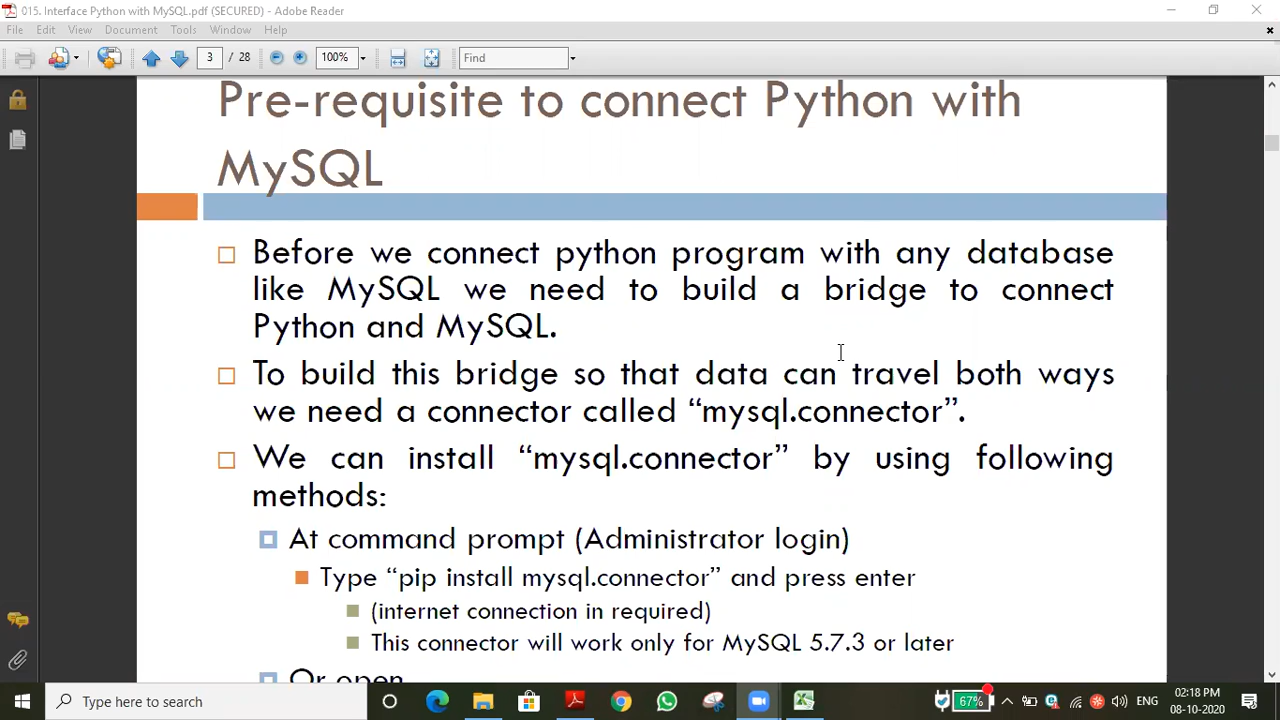 015. Interface Python with MySQL.pdf (SECURED) - Adobe Reader
File Edit View Document Tools Window Help
3 / 28 100% Find
Pre-requisite to connect Python with
MySQL
Before we connect python program with any database
like MySQL we need to build a bridge to connect
Python and MySQL.
To build this bridge so that data can travel both ways
we need a connector called “mysql.connector”.
We can install “mysql.connector” by using following
methods:
At command prompt (Administrator login)
Type “pip install mysql.connector” and press enter
(internet connection in required)
This connector will work only for MySQL 5.7.3 or later
Or open
Type here to search
67%
ENG
02:18 PM
08-10-2020